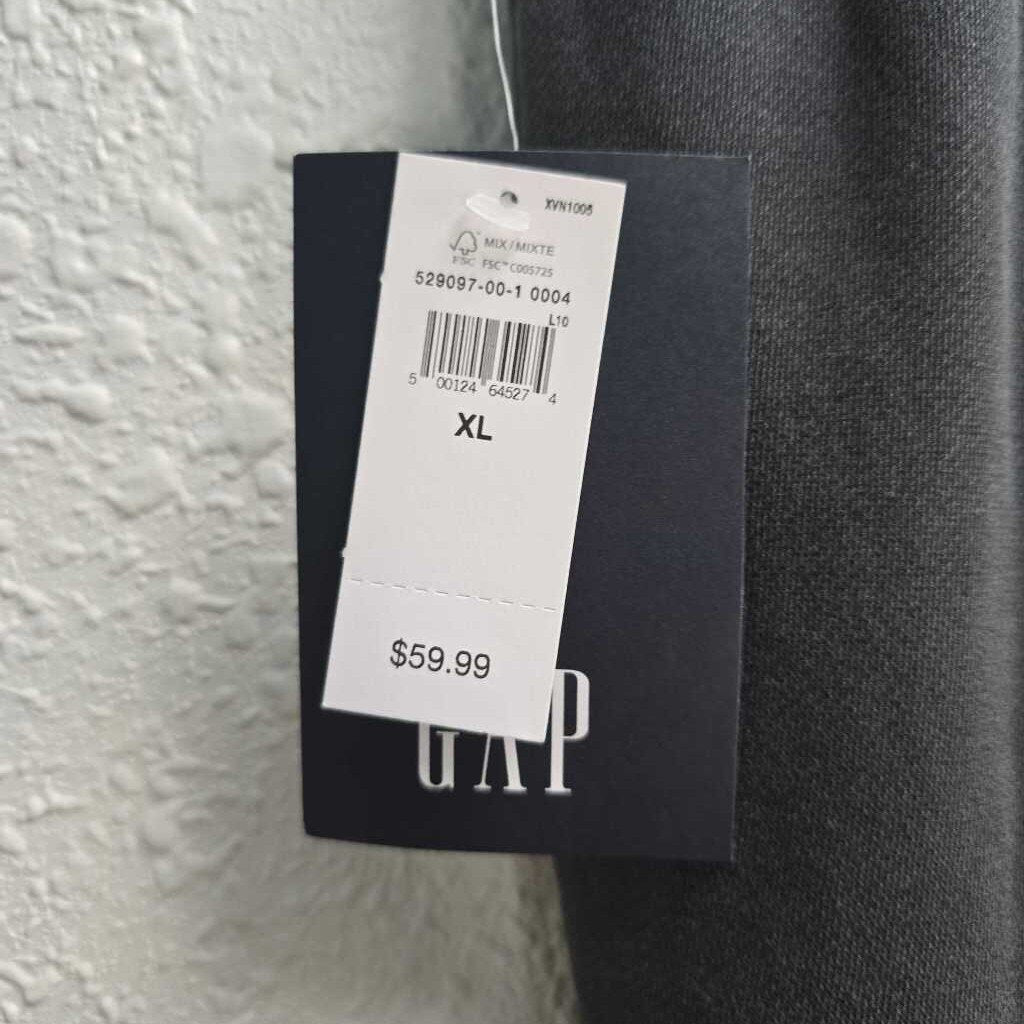 XVN1005
MIX/MIXTE
FSC FSC™ C005725
529097-00-1 0004
L10
5 00124 64527 4
XL
$59.99
GAP